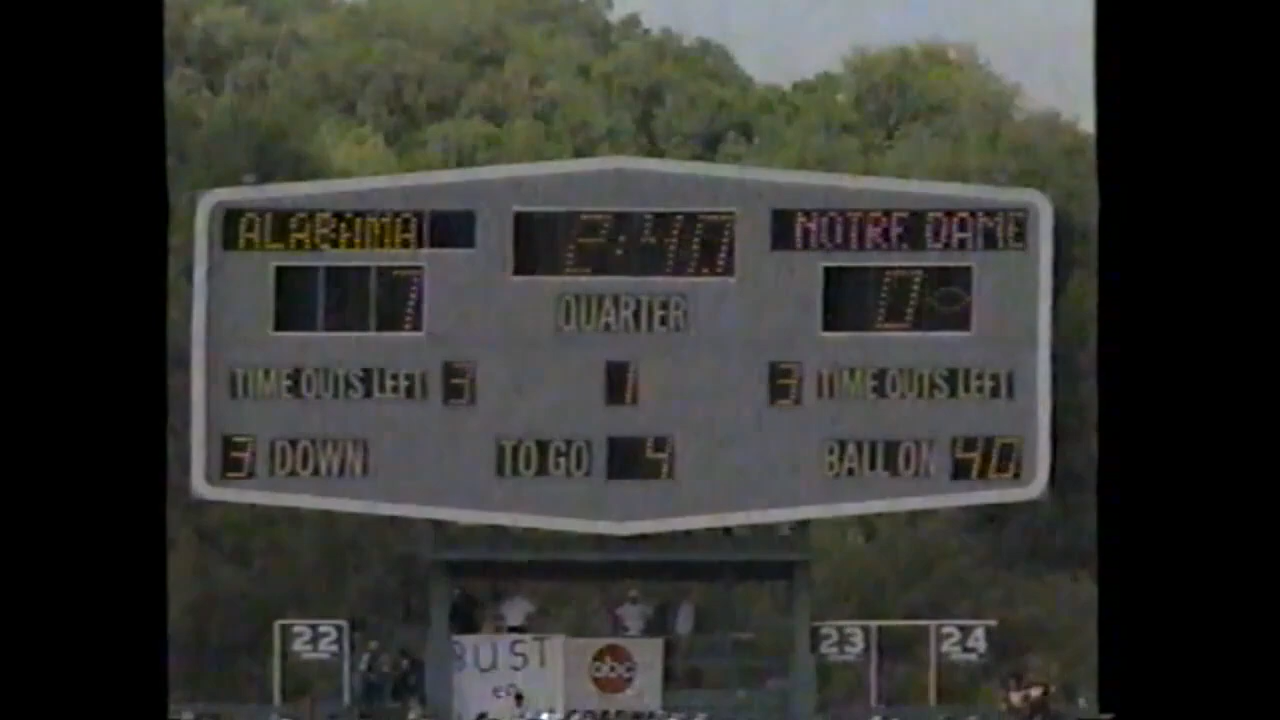 ALABAMA 2:40 NOTRE DAME
7 QUARTER 0
TIME OUTS LEFT 3 1 3 TIME OUTS LEFT
3 DOWN TO GO 4 BALL ON 40
22 23 24
BUST abc